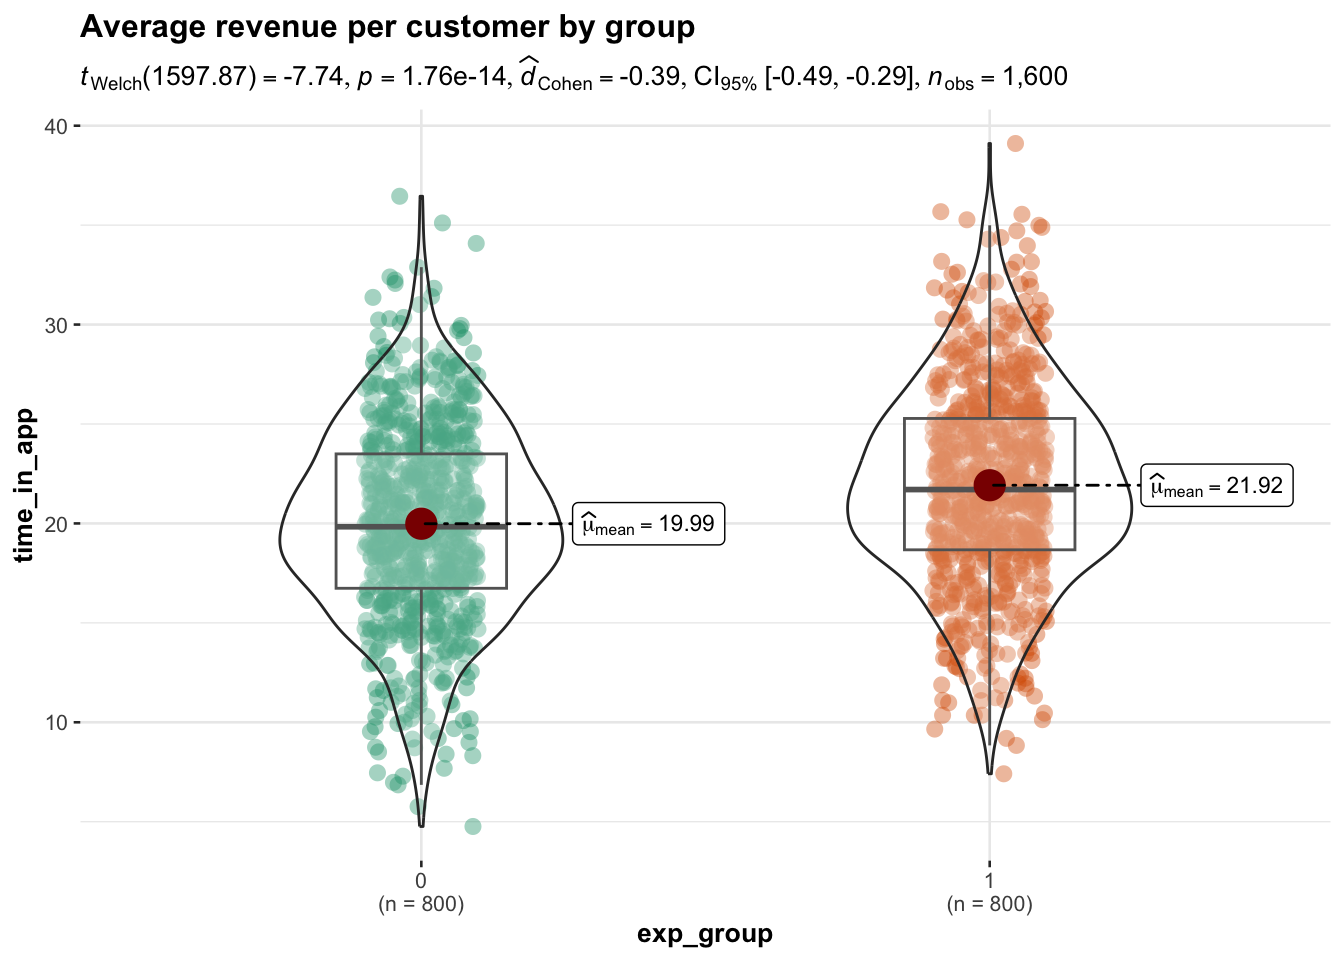 Average revenue per customer by group
t Welch(1597.87) = -7.74, p = 1.76e-14, d̂ Cohen = -0.39, CI95% [-0.49, -0.29], n obs = 1,600
time_in_app
40
30
20
10
μ̂ mean = 19.99
μ̂ mean = 21.92
0
(n = 800)
1
(n = 800)
exp_group